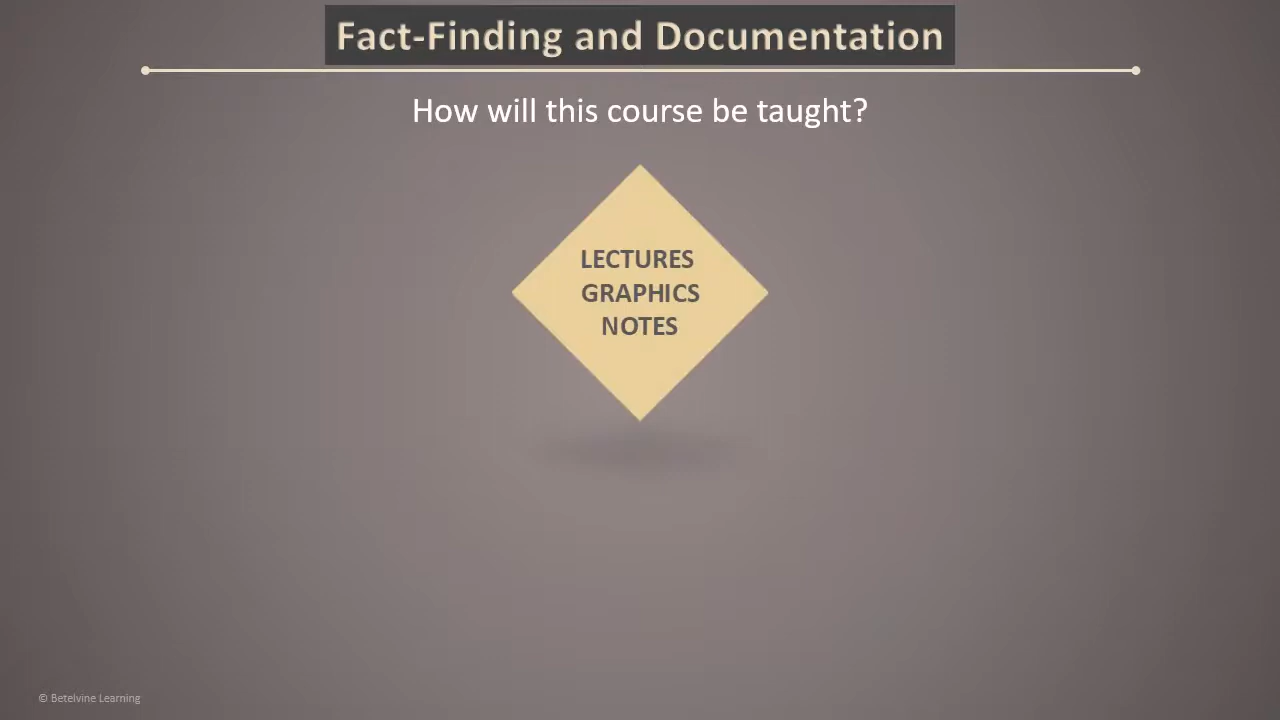 Fact-Finding and Documentation
How will this course be taught?
LECTURES
GRAPHICS
NOTES
© Betelvine Learning